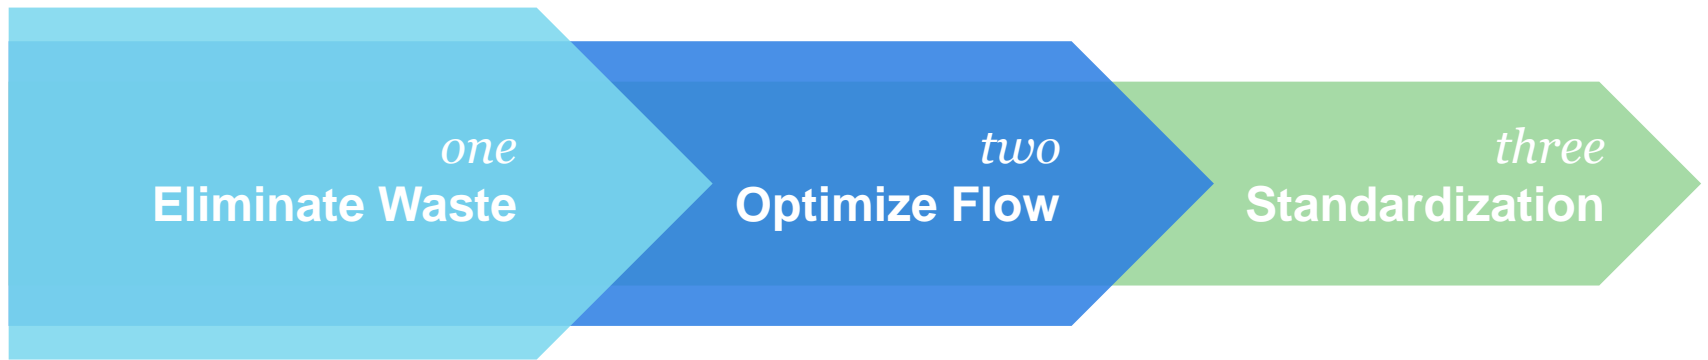 one
Eliminate Waste
two
Optimize Flow
three
Standardization